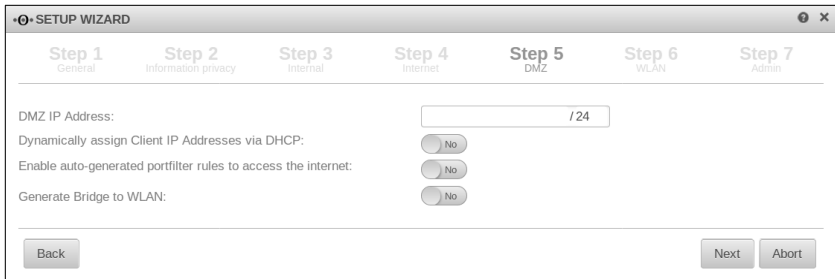 SETUP WIZARD
Step 1 Step 2 Step 3 Step 4 Step 5 Step 6 Step 7
General Information privacy Internal Internet DMZ WLAN Admin
DMZ IP Address: / 24
Dynamically assign Client IP Addresses via DHCP: No
Enable auto-generated portfilter rules to access the internet: No
Generate Bridge to WLAN: No
Back Next Abort